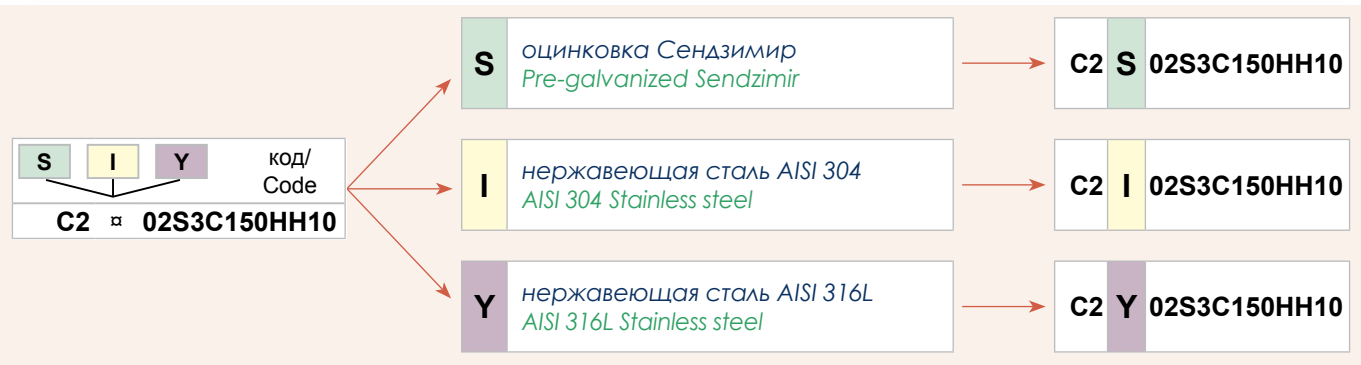 S I Y код/
Code
C2 ¤ 02S3C150HH10
S оцинковка Сендзимир
Pre-galvanized Sendzimir
C2 S 02S3C150HH10
I нержавеющая сталь AISI 304
AISI 304 Stainless steel
C2 I 02S3C150HH10
Y нержавеющая сталь AISI 316L
AISI 316L Stainless steel
C2 Y 02S3C150HH10